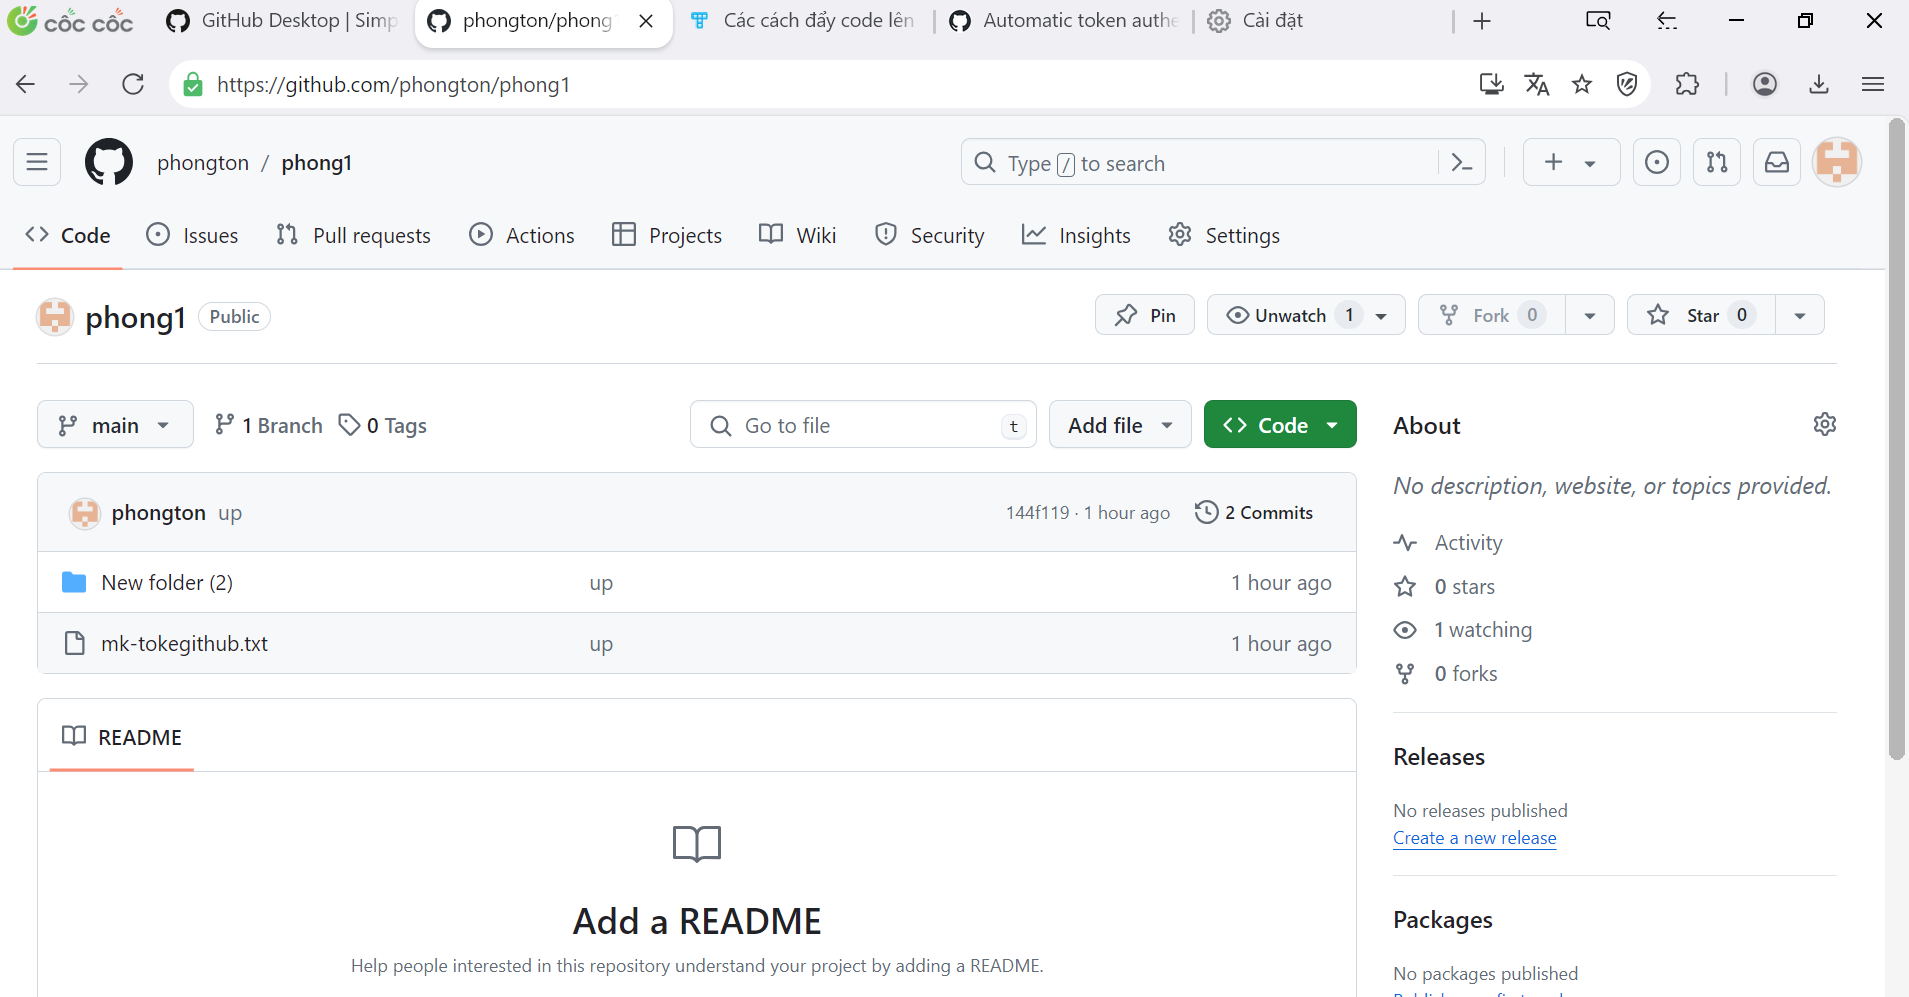 cốc cốc
GitHub Desktop | Simp
phongton/phong1
Các cách đẩy code lên
Automatic token authe
Cài đặt
https://github.com/phongton/phong1
phongton / phong1
Type / to search
Code
Issues
Pull requests
Actions
Projects
Wiki
Security
Insights
Settings
phong1 Public
Pin
Unwatch 1
Fork 0
Star 0
main
1 Branch
0 Tags
Go to file t
Add file
Code
phongton up
144f119 · 1 hour ago
2 Commits
New folder (2) up 1 hour ago
mk-tokegithub.txt up 1 hour ago
README
Add a README
Help people interested in this repository understand your project by adding a README.
About
No description, website, or topics provided.
Activity
0 stars
1 watching
0 forks
Releases
No releases published
Create a new release
Packages
No packages published